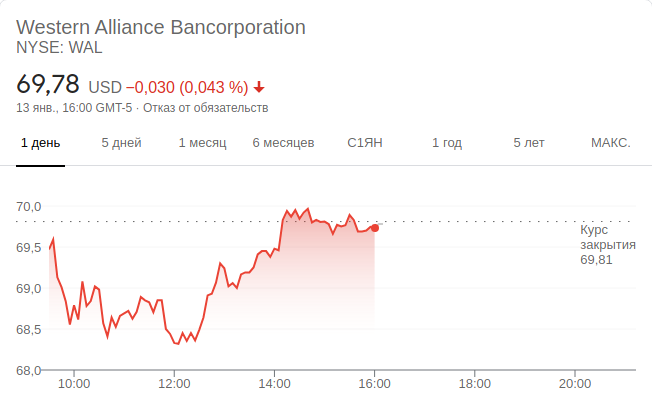 Western Alliance Bancorporation
NYSE: WAL
69,78 USD −0,030 (0,043 %)
13 янв., 16:00 GMT-5 · Отказ от обязательств
1 день 5 дней 1 месяц 6 месяцев С1ЯН 1 год 5 лет МАКС.
70,0
69,5
69,0
68,5
68,0
Курс
закрытия
69,81
10:00 12:00 14:00 16:00 18:00 20:00